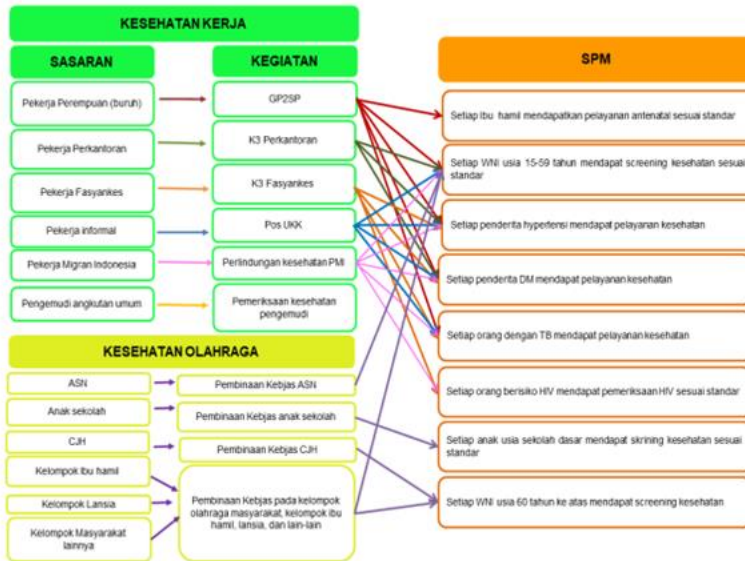 KESEHATAN KERJA
SASARAN
KEGIATAN
Pekerja Perempuan (buruh)
GP2SP
Pekerja Perkantoran
K3 Perkantoran
Pekerja Fasyankes
K3 Fasyankes
Pekerja informal
Pos UKK
Pekerja Migran Indonesia
Perlindungan kesehatan PMI
Pengemudi angkutan umum
Pemeriksaan kesehatan
pengemudi
KESEHATAN OLAHRAGA
ASN
Pembinaan Kebjas ASN
Anak sekolah
Pembinaan Kebjas anak sekolah
CJH
Pembinaan Kebjas CJH
Kelompok Ibu hamil
Kelompok Lansia
Kelompok Masyarakat
lainnya
Pembinaan Kebjas pada kelompok
olahraga masyarakat, kelompok ibu
hamil, lansia, dan lain-lain
SPM
Setiap Ibu hamil mendapatkan pelayanan antenatal sesuai standar
Setiap WNI usia 15-59 tahun mendapat screening kesehatan sesuai
standar
Setiap penderita hypertensi mendapat pelayanan kesehatan
Setiap penderita DM mendapat pelayanan kesehatan
Setiap orang dengan TB mendapat pelayanan kesehatan
Setiap orang berisiko HIV mendapat pemeriksaan HIV sesuai standar
Setiap anak usia sekolah dasar mendapat skrining kesehatan sesuai
standar
Setiap WNI usia 60 tahun ke atas mendapat screening kesehatan